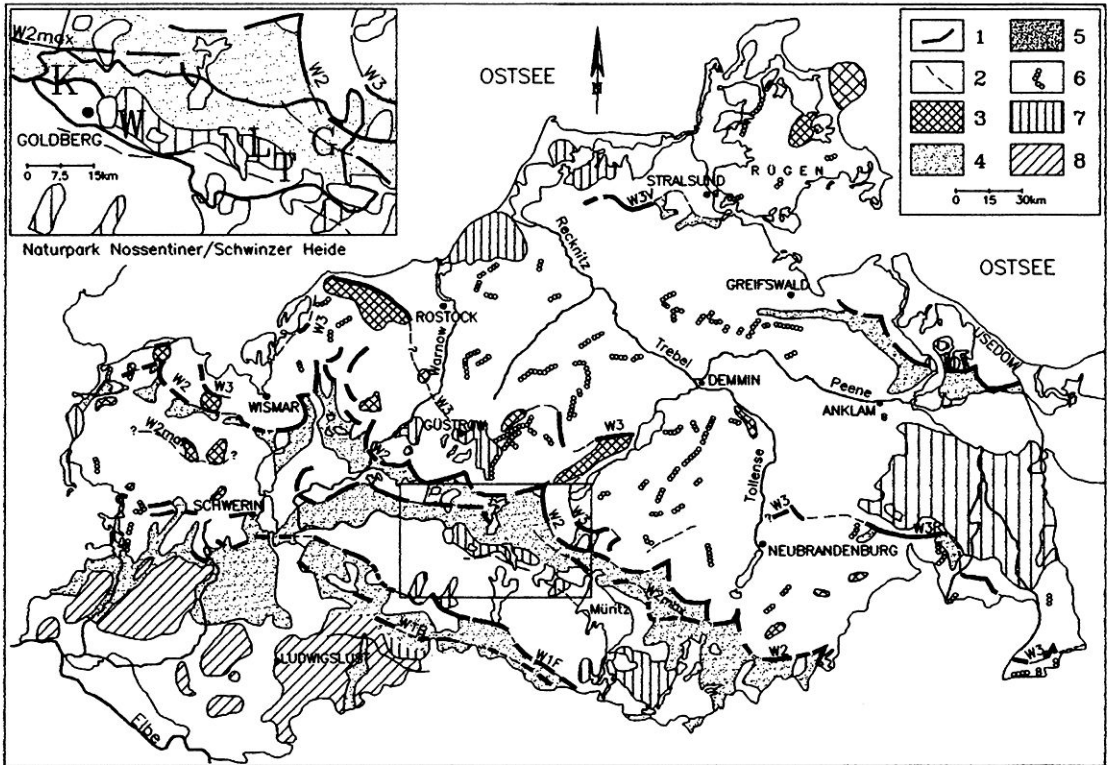 W2max
K
W
L
T
G
W2
W3
GOLDBERG
0 7.5 15km
Naturpark Nossentiner/Schwinzer Heide
OSTSEE
N
1 5
2 6
3 7
4 8
0 15 30km
RÜGEN
STRALSUND
W3V
Recknitz
OSTSEE
GREIFSWALD
USEDOM
W3
ROSTOCK
Warnow
Trebel
DEMMIN
Peene
ANKLAM
W2
W3
WISMAR
W3
GÜSTROW
W3
W2max
?
?
W2
Tollense
SCHWERIN
W2
W3
?
W3R
NEUBRANDENBURG
W2max
Müritz
W2
W1B
W1F
LUDWIGSLUST
W3
Elbe